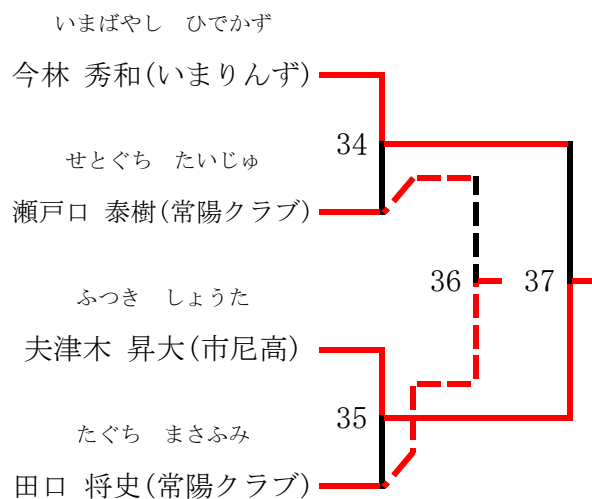 いまばやし　ひでかず
今林 秀和(いまりんず)
34
せとぐち　たいじゅ
瀬戸口 泰樹(常陽クラブ)
36
37
ふつき　しょうた
夫津木 昇大(市尼高)
35
たぐち　まさふみ
田口 将史(常陽クラブ)